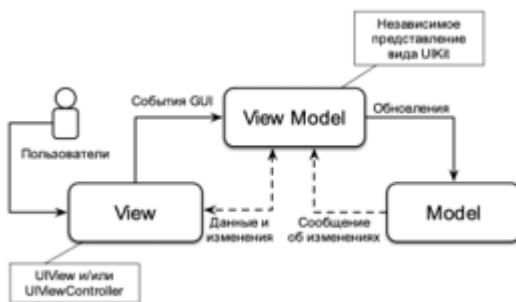 Независимое
представление
вида UIKit
События GUI
View Model
Обновления
Пользователи
View
Данные и
изменения
Сообщение
об изменениях
Model
UIView и/или
UIViewController